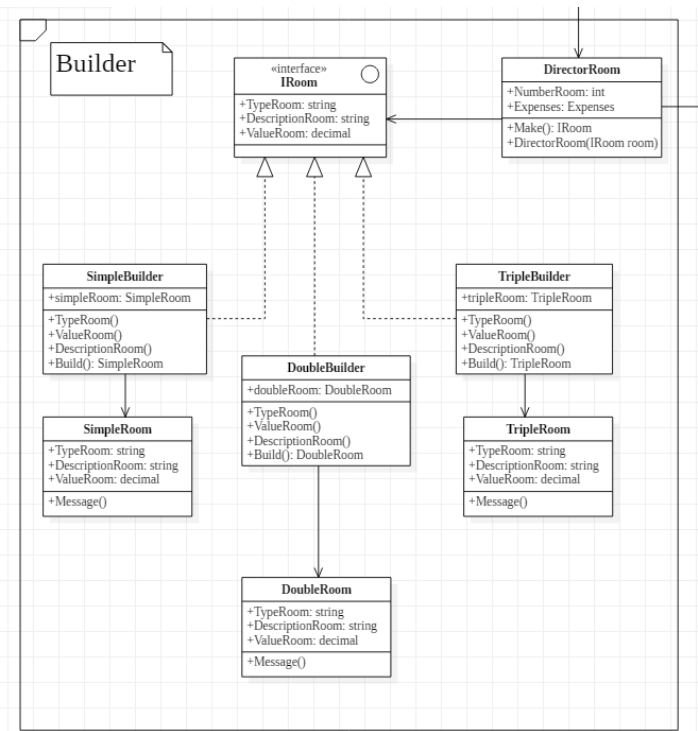 Builder
«interface»
IRoom
+TypeRoom: string
+DescriptionRoom: string
+ValueRoom: decimal
DirectorRoom
+NumberRoom: int
+Expenses: Expenses
+Make(): IRoom
+DirectorRoom(IRoom room)
SimpleBuilder
+simpleRoom: SimpleRoom
+TypeRoom()
+ValueRoom()
+DescriptionRoom()
+Build(): SimpleRoom
TripleBuilder
+tripleRoom: TripleRoom
+TypeRoom()
+ValueRoom()
+DescriptionRoom()
+Build(): TripleRoom
DoubleBuilder
+doubleRoom: DoubleRoom
+TypeRoom()
+ValueRoom()
+DescriptionRoom()
+Build(): DoubleRoom
SimpleRoom
+TypeRoom: string
+DescriptionRoom: string
+ValueRoom: decimal
+Message()
TripleRoom
+TypeRoom: string
+DescriptionRoom: string
+ValueRoom: decimal
+Message()
DoubleRoom
+TypeRoom: string
+DescriptionRoom: string
+ValueRoom: decimal
+Message()